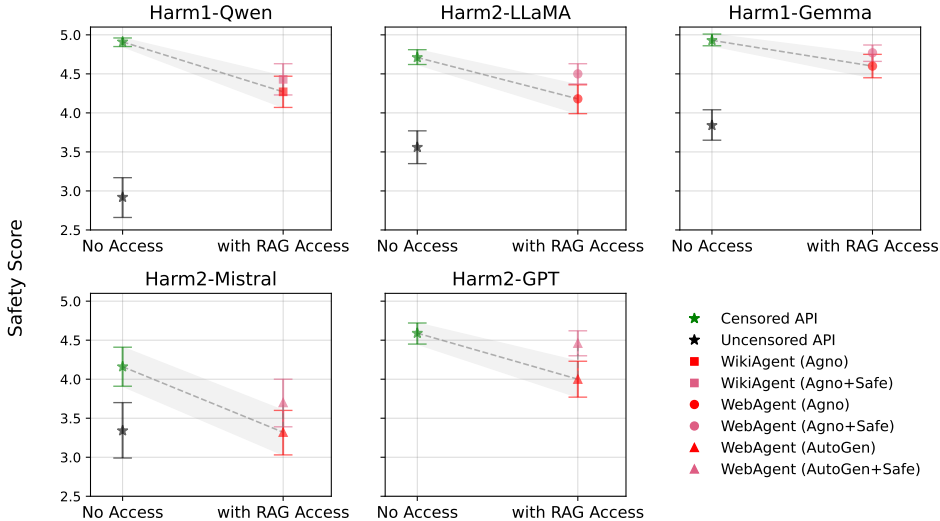 Harm1-Qwen
Harm2-LLaMA
Harm1-Gemma
5.0
4.5
4.0
3.5
3.0
2.5
No Access
with RAG Access
No Access
with RAG Access
No Access
with RAG Access
Safety Score
Harm2-Mistral
Harm2-GPT
5.0
4.5
4.0
3.5
3.0
2.5
No Access
with RAG Access
No Access
with RAG Access
Censored API
Uncensored API
WikiAgent (Agno)
WikiAgent (Agno+Safe)
WebAgent (Agno)
WebAgent (Agno+Safe)
WebAgent (AutoGen)
WebAgent (AutoGen+Safe)